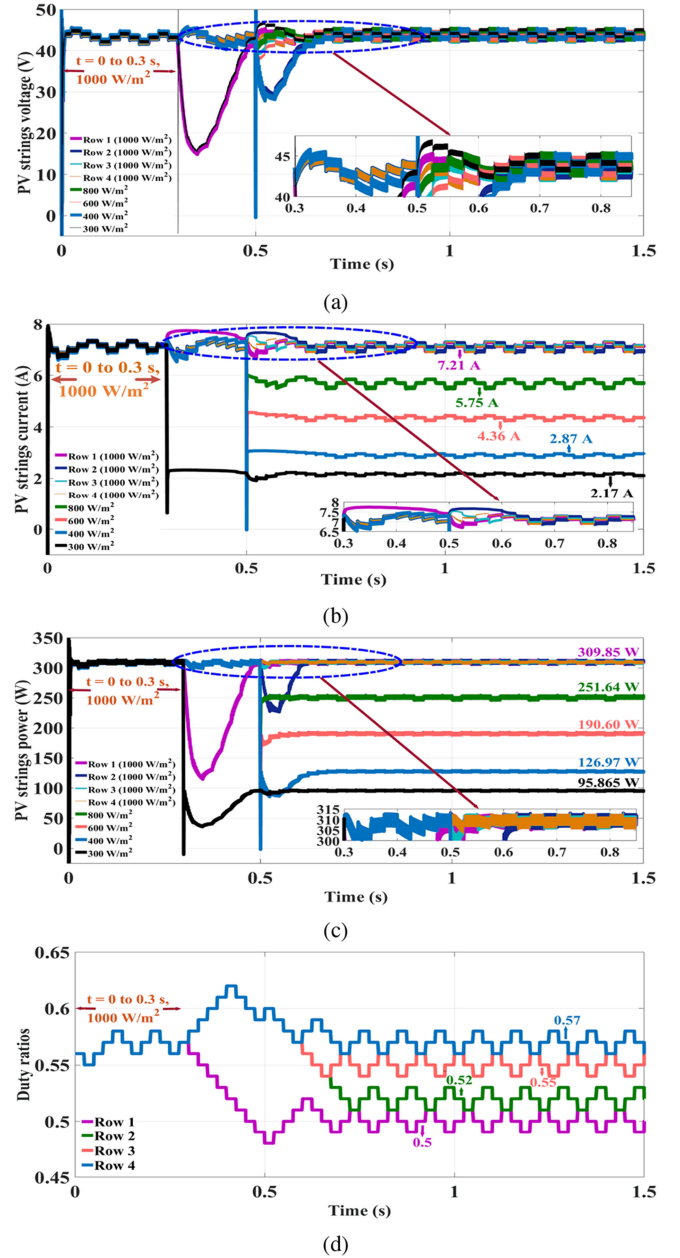 50
40
30
20
10
0
PV strings voltage (V)
t = 0 to 0.3 s,
1000 W/m²
Row 1 (1000 W/m²)
Row 2 (1000 W/m²)
Row 3 (1000 W/m²)
Row 4 (1000 W/m²)
800 W/m²
600 W/m²
400 W/m²
300 W/m²
45
40
0.3 0.4 0.5 0.6 0.7 0.8
0 0.5 1 1.5
Time (s)
(a)
8
6
4
2
0
PV strings current (A)
t = 0 to 0.3 s,
1000 W/m²
7.21 A
5.75 A
4.36 A
2.87 A
2.17 A
Row 1 (1000 W/m²)
Row 2 (1000 W/m²)
Row 3 (1000 W/m²)
Row 4 (1000 W/m²)
800 W/m²
600 W/m²
400 W/m²
300 W/m²
7.5
6.5
0.3 0.4 0.5 0.6 0.7 0.8
0 0.5 1 1.5
Time (s)
(b)
350
300
250
200
150
100
50
0
PV strings power (W)
t = 0 to 0.3 s,
1000 W/m²
309.85 W
251.64 W
190.60 W
126.97 W
95.865 W
Row 1 (1000 W/m²)
Row 2 (1000 W/m²)
Row 3 (1000 W/m²)
Row 4 (1000 W/m²)
800 W/m²
600 W/m²
400 W/m²
300 W/m²
315
310
305
300
0.3 0.4 0.5 0.6 0.7 0.8
0 0.5 1 1.5
Time (s)
(c)
0.65
0.6
0.55
0.5
0.45
Duty ratios
t = 0 to 0.3 s,
1000 W/m²
0.57
0.55
0.52
0.5
Row 1
Row 2
Row 3
Row 4
0 0.5 1 1.5
Time (s)
(d)